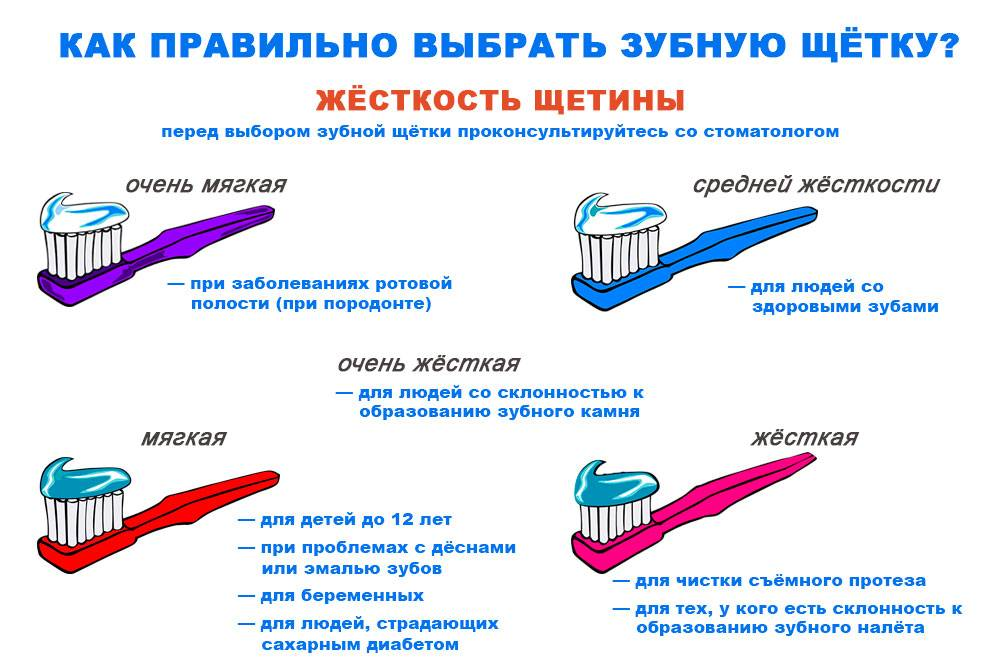 КАК ПРАВИЛЬНО ВЫБРАТЬ ЗУБНУЮ ЩЁТКУ?
ЖЁСТКОСТЬ ЩЕТИНЫ
перед выбором зубной щётки проконсультируйтесь со стоматологом
очень мягкая
— при заболеваниях ротовой
полости (при породонте)
средней жёсткости
— для людей со
здоровыми зубами
очень жёсткая
— для людей со склонностью к
образованию зубного камня
мягкая
— для детей до 12 лет
— при проблемах с дёснами
или эмалью зубов
— для беременных
— для людей, страдающих
сахарным диабетом
жёсткая
— для чистки съёмного протеза
— для тех, у кого есть склонность к
образованию зубного налёта